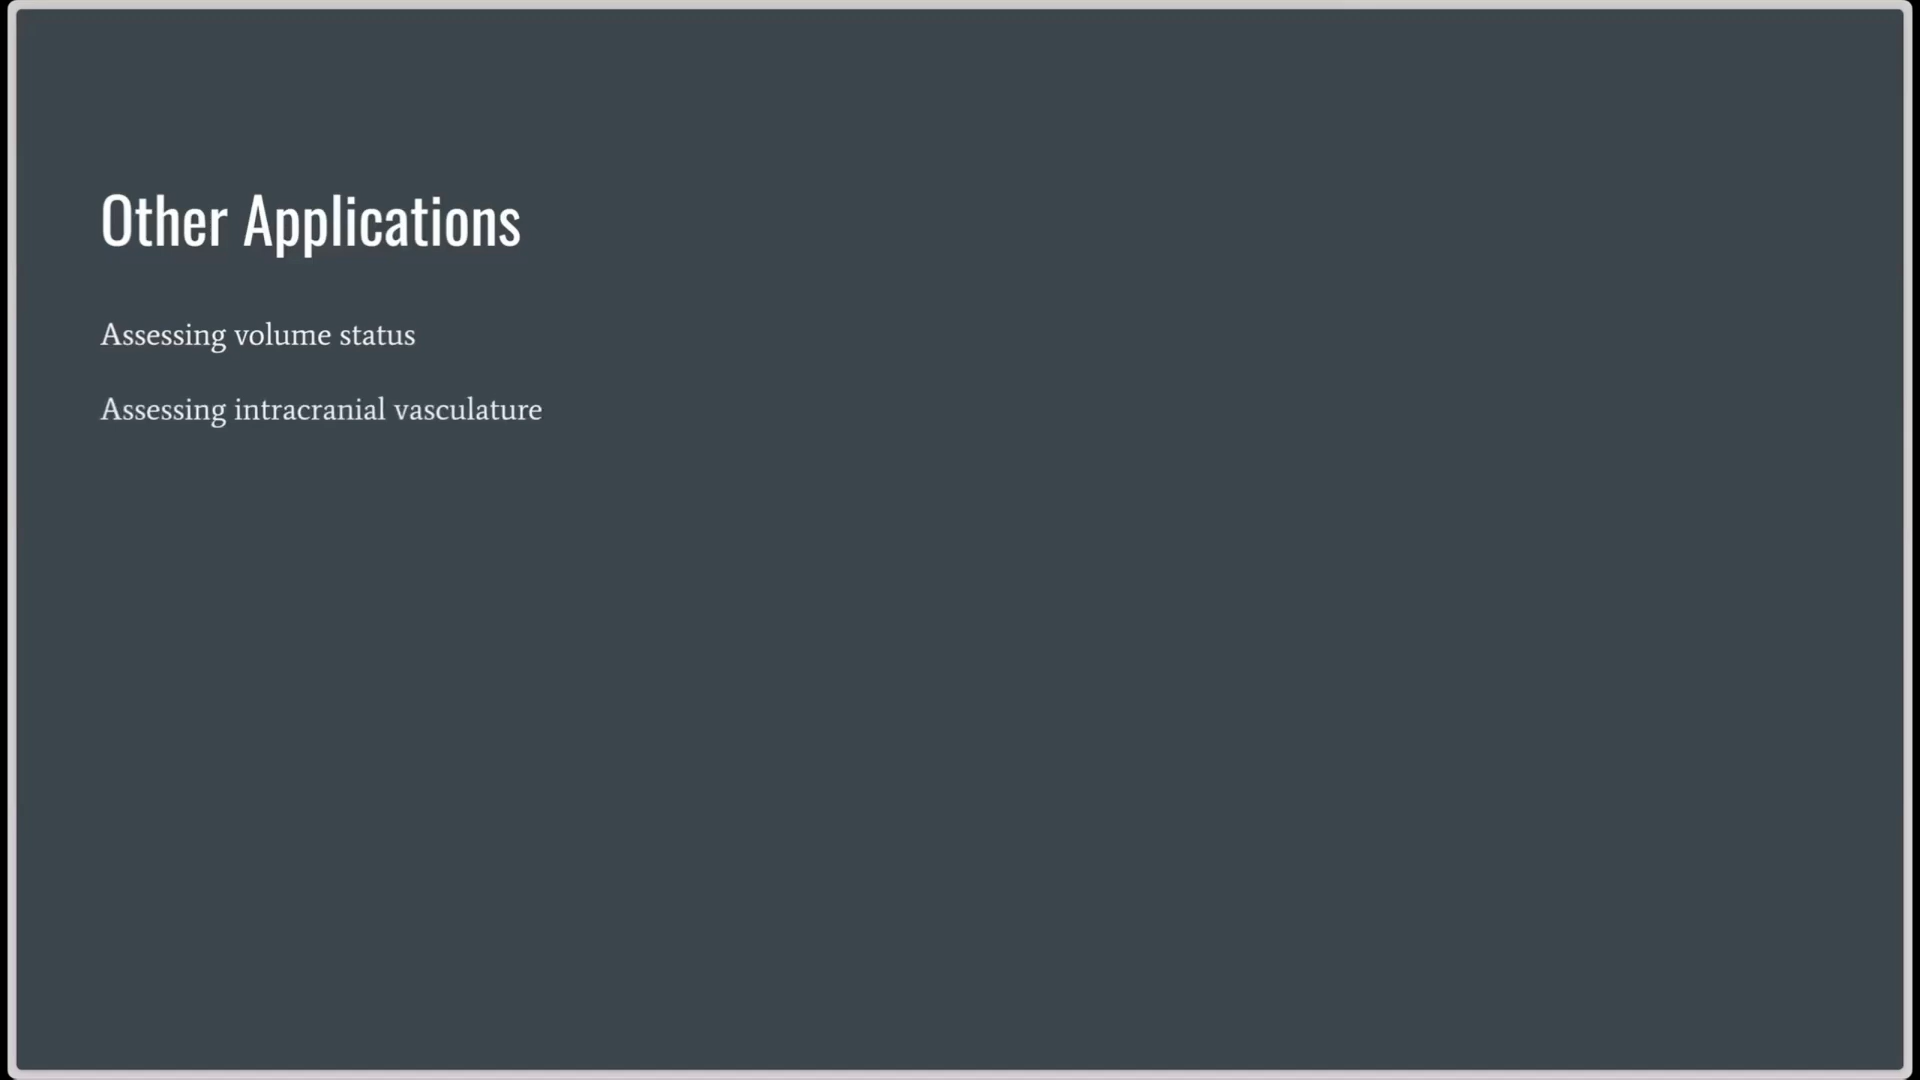 Other Applications
Assessing volume status
Assessing intracranial vasculature